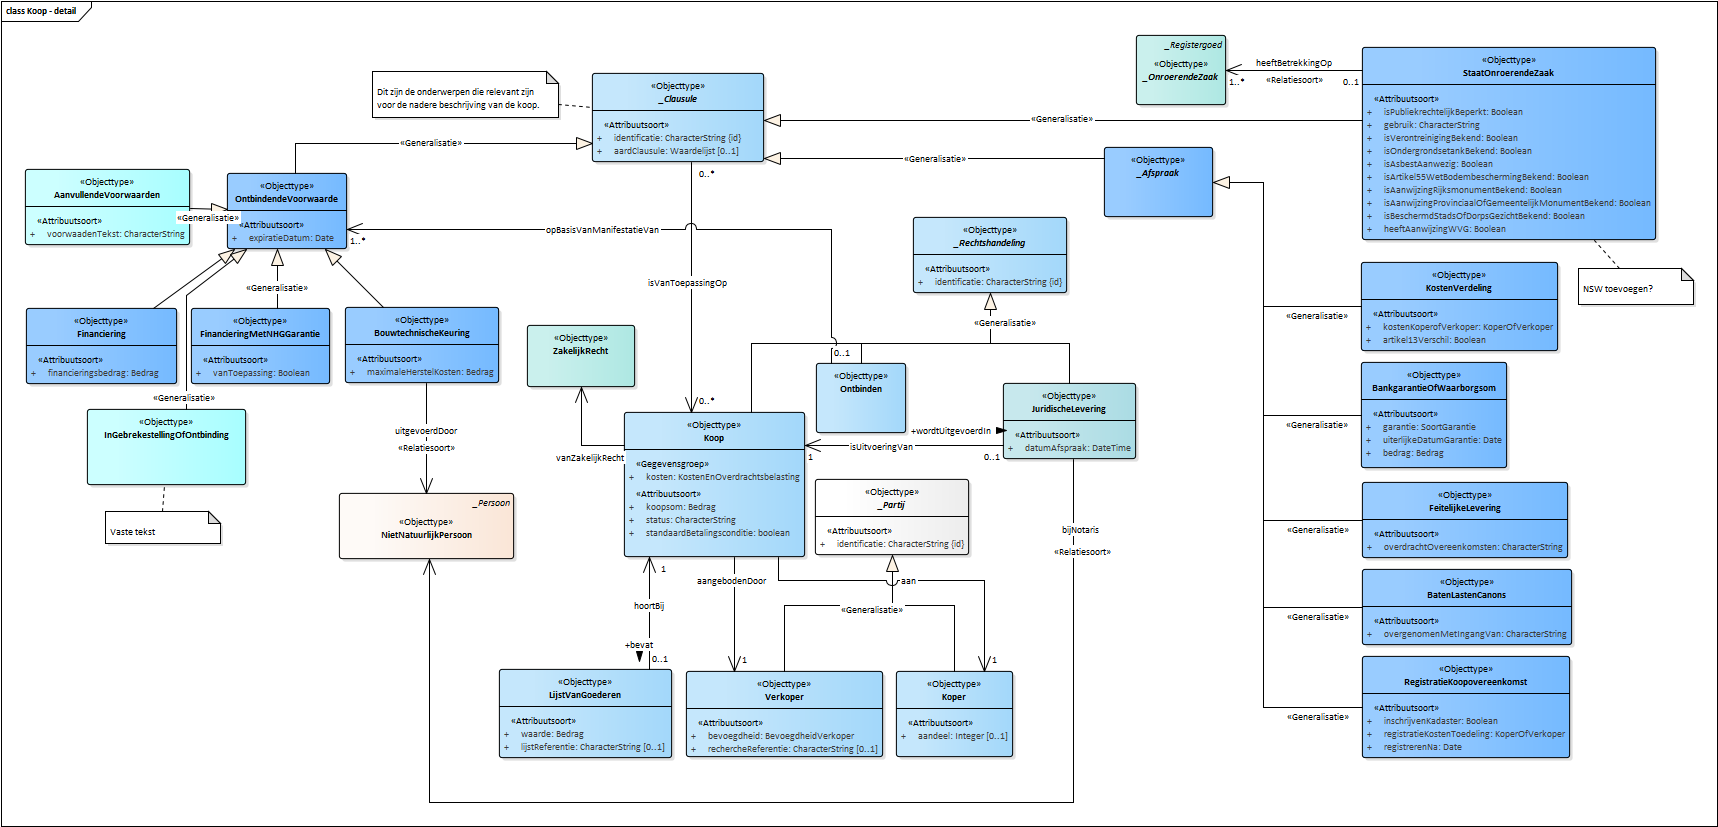 class Koop - detail
Dit zijn de onderwerpen die relevant zijn
voor de nadere beschrijving van de koop.
«Objecttype»
_Clausule
«Attribuutsoort»
+ identificatie: CharacterString {id}
+ aardClausule: Waardelijst [0..1]
_Registergoed
«Objecttype»
_OnroerendeZaak
heeftBetrekkingOp
1..*
«Relatiesoort»
0..1
«Objecttype»
StaatOnroerendeZaak
«Attribuutsoort»
+ isPubliekrechtelijkBeperkt: Boolean
+ gebruik: CharacterString
+ isVerontreinigingBekend: Boolean
+ isOndergrondsetankBekend: Boolean
+ isAsbestAanwezig: Boolean
+ isArtikel55WetBodembeschermingBekend: Boolean
+ isAanwijzingRijksmonumentBekend: Boolean
+ isAanwijzingProvinciaalOfGemeentelijkMonumentBekend: Boolean
+ isBeschermdStadsOfDorpsGezichtBekend: Boolean
+ heeftAanwijzingWVG: Boolean
NSW toevoegen?
«Generalisatie»
«Generalisatie»
«Generalisatie»
«Objecttype»
_Afspraak
«Objecttype»
AanvullendeVoorwaarden
«Attribuutsoort»
+ voorwaadenTekst: CharacterString
«Generalisatie»
«Objecttype»
OntbindendeVoorwaarde
«Attribuutsoort»
+ expiratieDatum: Date
1..*
0..*
opBasisVanManifestatieVan
«Objecttype»
_Rechtshandeling
«Attribuutsoort»
+ identificatie: CharacterString {id}
«Generalisatie»
isVanToepassingOp
«Generalisatie»
«Objecttype»
Financiering
«Attribuutsoort»
+ financieringsbedrag: Bedrag
«Objecttype»
FinancieringMetNHGGarantie
«Attribuutsoort»
+ vanToepassing: Boolean
«Objecttype»
BouwtechnischeKeuring
«Attribuutsoort»
+ maximaleHerstelKosten: Bedrag
«Generalisatie»
«Objecttype»
InGebrekestellingOfOntbinding
Vaste tekst
uitgevoerdDoor
«Relatiesoort»
_Persoon
«Objecttype»
NietNatuurlijkPersoon
«Objecttype»
ZakelijkRecht
vanZakelijkRecht
0..*
0..1
«Objecttype»
Ontbinden
«Objecttype»
JuridischeLevering
«Attribuutsoort»
+ datumAfspraak: DateTime
+wordtUitgevoerdIn
isUitvoeringVan
1
0..1
«Objecttype»
Koop
«Gegevensgroep»
+ kosten: KostenEnOverdrachtsbelasting
«Attribuutsoort»
+ koopsom: Bedrag
+ status: CharacterString
+ standaardBetalingsconditie: boolean
«Objecttype»
_Partij
«Attribuutsoort»
+ identificatie: CharacterString {id}
bijNotaris
«Relatiesoort»
1
hoortBij
+bevat
0..1
aangebodenDoor
aan
«Generalisatie»
1
1
«Objecttype»
LijstVanGoederen
«Attribuutsoort»
+ waarde: Bedrag
+ lijstReferentie: CharacterString [0..1]
«Objecttype»
Verkoper
«Attribuutsoort»
+ bevoegdheid: BevoegdheidVerkoper
+ rechercheReferentie: CharacterString [0..1]
«Objecttype»
Koper
«Attribuutsoort»
+ aandeel: Integer [0..1]
«Objecttype»
KostenVerdeling
«Attribuutsoort»
+ kostenKoperofVerkoper: KoperOfVerkoper
+ artikel13Verschil: Boolean
«Generalisatie»
«Objecttype»
BankgarantieOfWaarborgsom
«Attribuutsoort»
+ garantie: SoortGarantie
+ uiterlijkeDatumGarantie: Date
+ bedrag: Bedrag
«Generalisatie»
«Objecttype»
FeitelijkeLevering
«Attribuutsoort»
+ overdrachtOvereenkomsten: CharacterString
«Generalisatie»
«Objecttype»
BatenLastenCanons
«Attribuutsoort»
+ overgenomenMetIngangVan: CharacterString
«Generalisatie»
«Objecttype»
RegistratieKoopovereenkomst
«Attribuutsoort»
+ inschrijvenKadaster: Boolean
+ registratieKostenToedeling: KoperOfVerkoper
+ registrerenNa: Date
«Generalisatie»